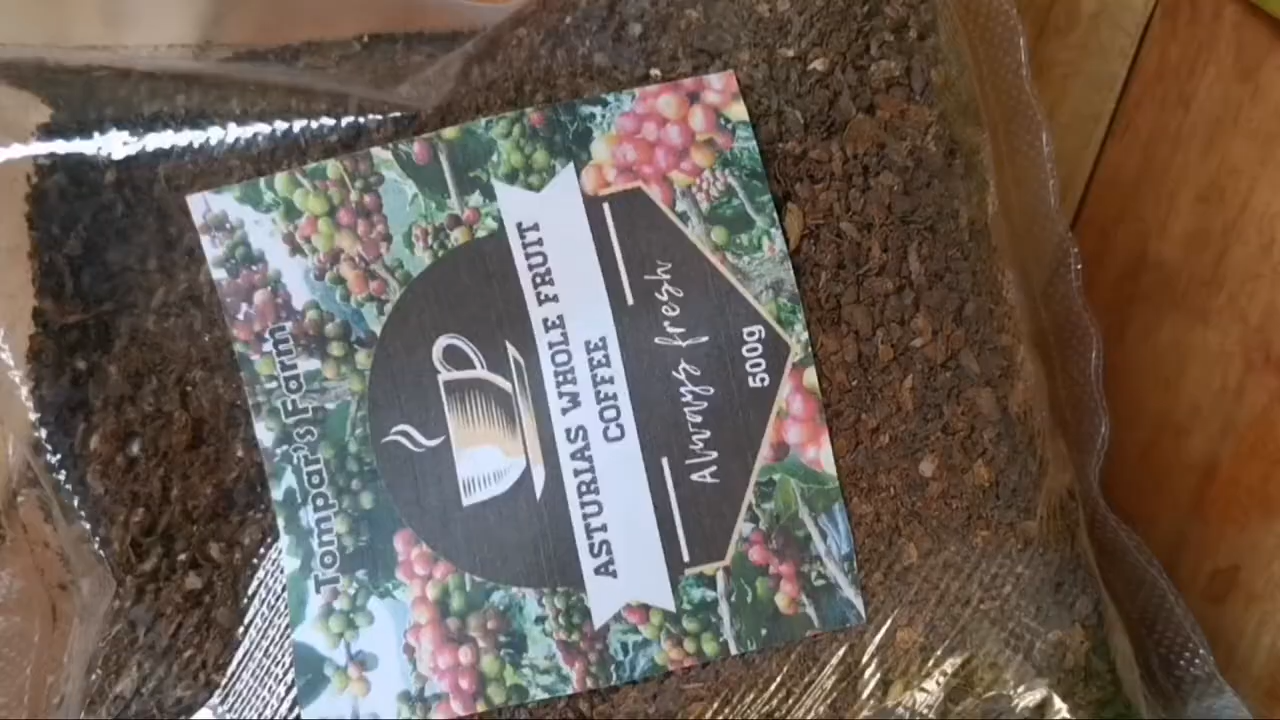 Tompar's Farm
ASTURIAS WHOLE FRUIT
COFFEE
Always fresh
500g